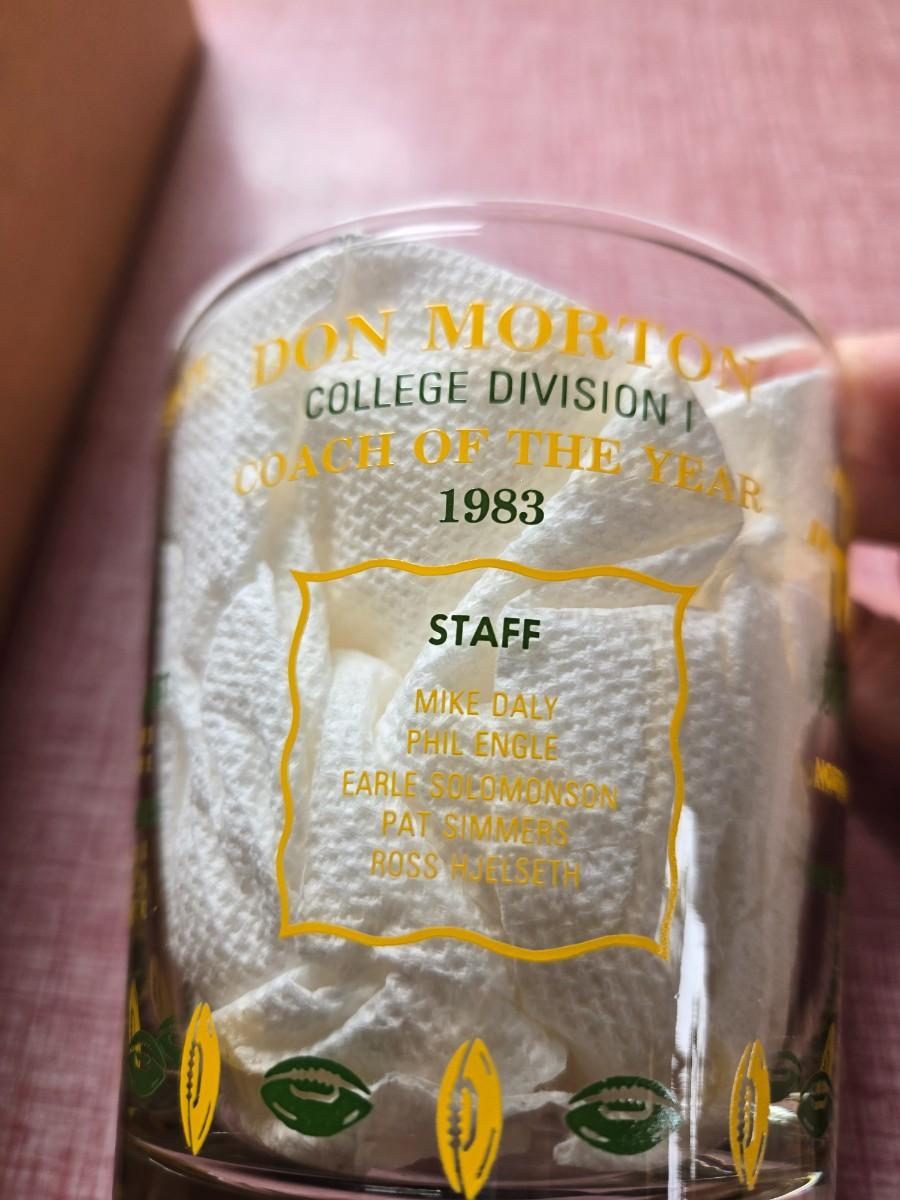 DON MORTON
COLLEGE DIVISION I
COACH OF THE YEAR
1983
STAFF
MIKE DALY
PHIL ENGLE
EARLE SOLOMONSON
PAT SIMMERS
ROSS HJELSETH